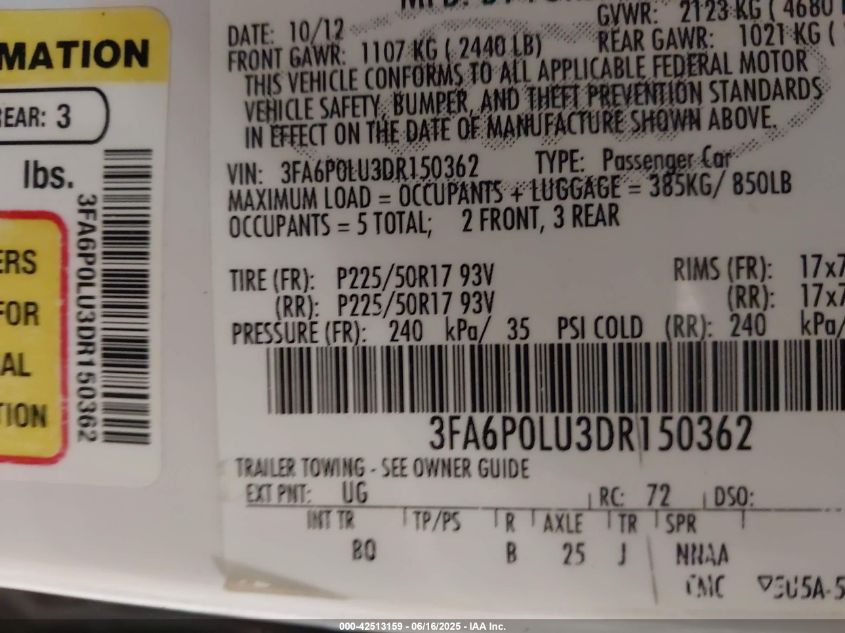 MATION
REAR: 3
lbs.
3FA6P0LU3DR150362
ERS
FOR
AL
TION
DATE: 10/12
GVWR: 2123 KG ( 4680
FRONT GAWR: 1107 KG ( 2440 LB)
REAR GAWR: 1021 KG (
THIS VEHICLE CONFORMS TO ALL APPLICABLE FEDERAL MOTOR
VEHICLE SAFETY, BUMPER, AND THEFT PREVENTION STANDARDS
IN EFFECT ON THE DATE OF MANUFACTURE SHOWN ABOVE.
VIN: 3FA6P0LU3DR150362 TYPE: Passenger Car
MAXIMUM LOAD = OCCUPANTS + LUGGAGE = 385KG/ 850LB
OCCUPANTS = 5 TOTAL; 2 FRONT, 3 REAR
TIRE (FR): P225/50R17 93V RIMS (FR): 17x7
(RR): P225/50R17 93V (RR): 17x7
PRESSURE (FR): 240 kPa/ 35 PSI COLD (RR): 240 kPa/
3FA6P0LU3DR150362
TRAILER TOWING - SEE OWNER GUIDE
EXT PNT: UG RC: 72 DSO:
INT TR TP/PS R AXLE TR SPR
BQ B 25 J NNAA
000-42513159 - 06/16/2025 - IAA Inc.